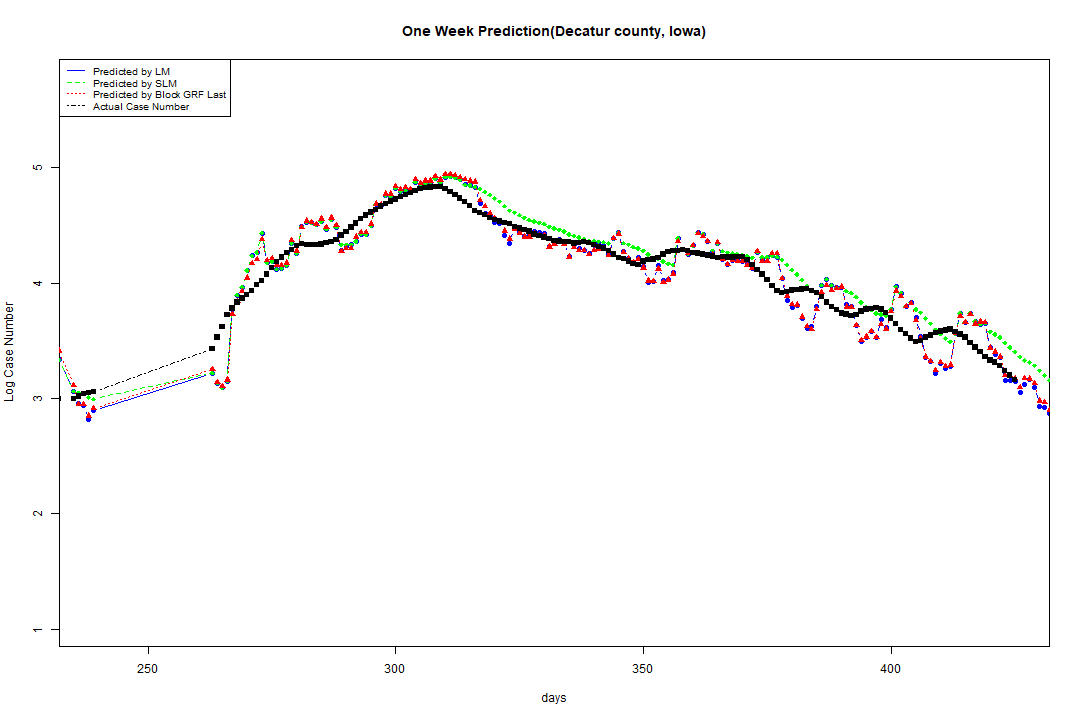 One Week Prediction(Decatur county, Iowa)
Predicted by LM
Predicted by SLM
Predicted by Block GRF Last
Actual Case Number
5
4
3
2
1
Log Case Number
250 300 350 400
days